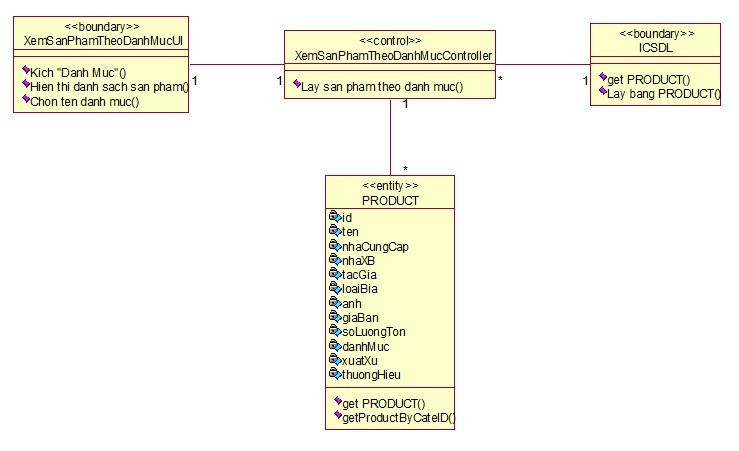 <<boundary>>
XemSanPhamTheoDanhMucUI
Kich "Danh Muc"()
Hien thi danh sach san pham()
Chon ten danh muc()
1
1
<<control>>
XemSanPhamTheoDanhMucController
Lay san pham theo danh muc()
*
1
<<boundary>>
ICSDL
get PRODUCT()
Lay bang PRODUCT()
1
*
<<entity>>
PRODUCT
id
ten
nhaCungCap
nhaXB
tacGia
loaiBia
anh
giaBan
soLuongTon
danhMuc
xuatXu
thuongHieu
get PRODUCT()
getProductByCateID()